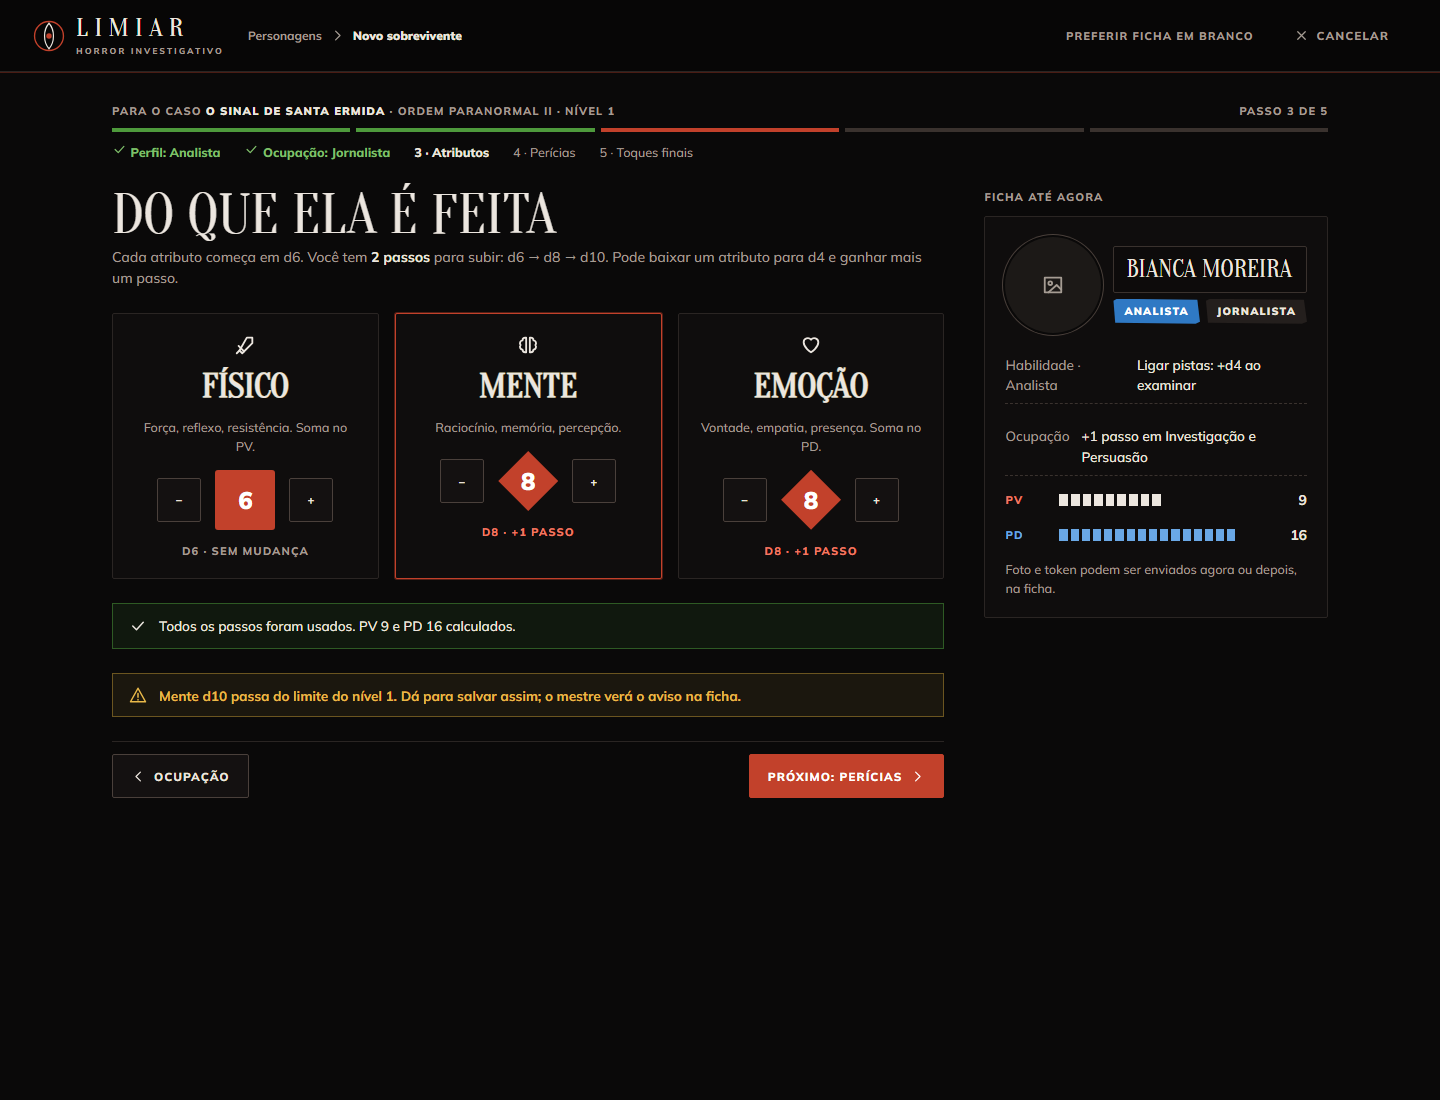 LIMIAR
HORROR INVESTIGATIVO
Personagens > Novo sobrevivente
PREFERIR FICHA EM BRANCO
CANCELAR
PARA O CASO O SINAL DE SANTA ERMIDA · ORDEM PARANORMAL II · NÍVEL 1
PASSO 3 DE 5
Perfil: Analista
Ocupação: Jornalista
3 · Atributos
4 · Perícias
5 · Toques finais
DO QUE ELA É FEITA
Cada atributo começa em d6. Você tem 2 passos para subir: d6 → d8 → d10. Pode baixar um atributo para d4 e ganhar mais
um passo.
FÍSICO
Força, reflexo, resistência. Soma no
PV.
– 6 +
D6 · SEM MUDANÇA
MENTE
Raciocínio, memória, percepção.
– 8 +
D8 · +1 PASSO
EMOÇÃO
Vontade, empatia, presença. Soma no
PD.
– 8 +
D8 · +1 PASSO
Todos os passos foram usados. PV 9 e PD 16 calculados.
Mente d10 passa do limite do nível 1. Dá para salvar assim; o mestre verá o aviso na ficha.
OCUPAÇÃO
PRÓXIMO: PERÍCIAS
FICHA ATÉ AGORA
BIANCA MOREIRA
ANALISTA
JORNALISTA
Habilidade ·
Analista
Ligar pistas: +d4 ao
examinar
Ocupação
+1 passo em Investigação e
Persuasão
PV 9
PD 16
Foto e token podem ser enviados agora ou depois,
na ficha.